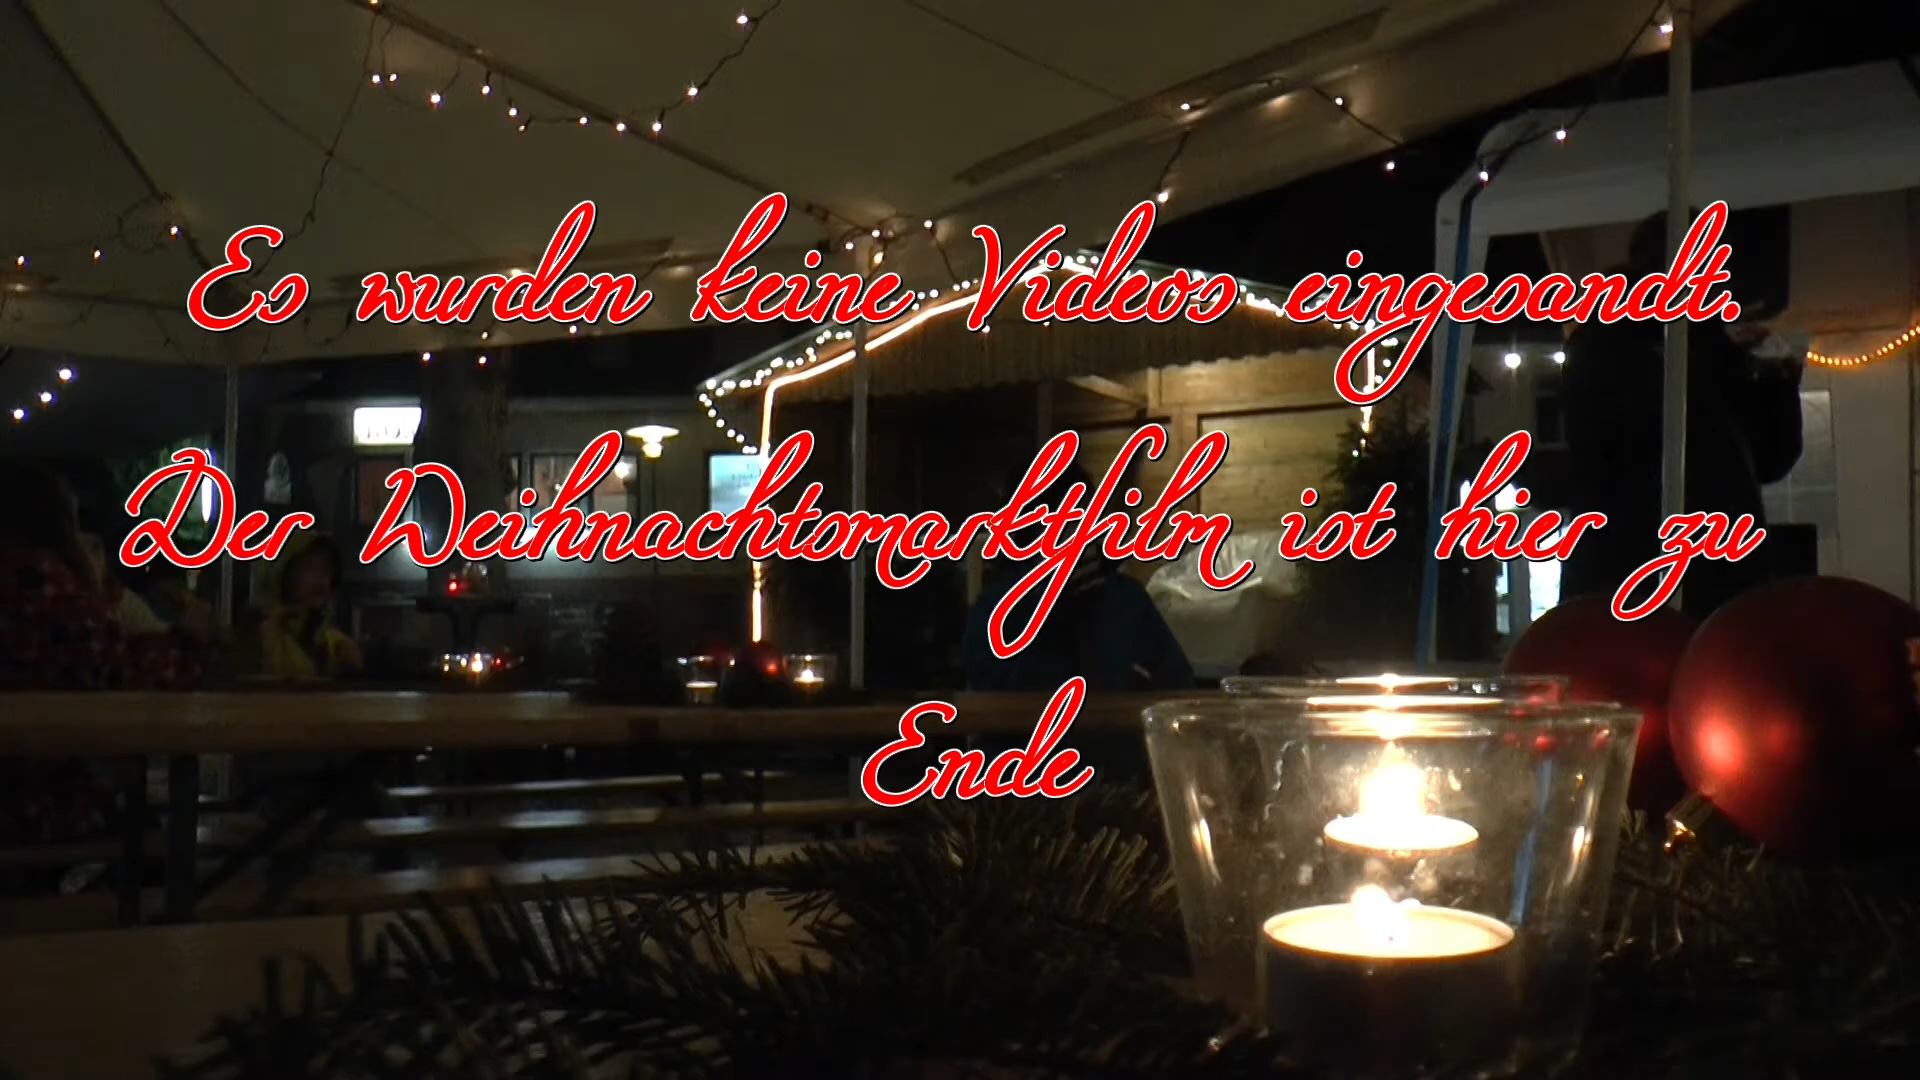 Es wurden keine Videos eingesandt.
Der Weihnachtsmarktfilm ist hier zu
Ende